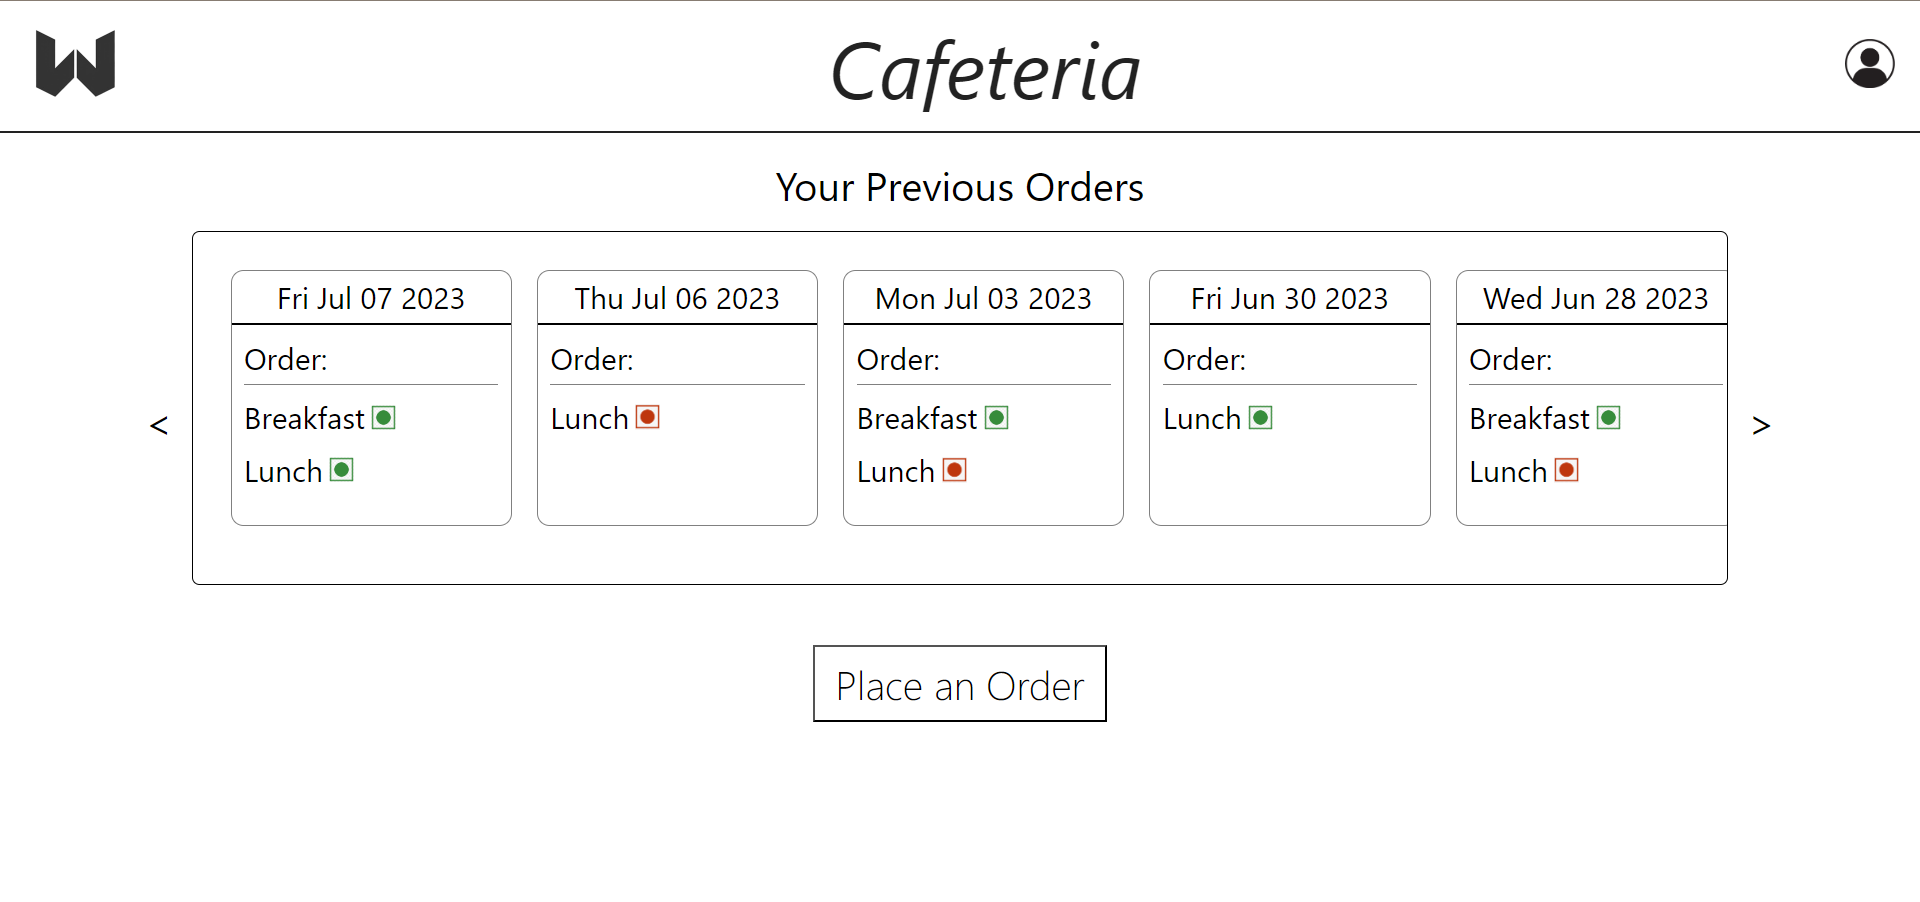 Cafeteria
Your Previous Orders
<
Fri Jul 07 2023
Order:
Breakfast
Lunch
Thu Jul 06 2023
Order:
Lunch
Mon Jul 03 2023
Order:
Breakfast
Lunch
Fri Jun 30 2023
Order:
Lunch
Wed Jun 28 2023
Order:
Breakfast
Lunch
>
Place an Order